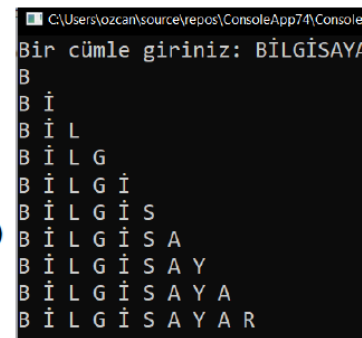 C:\Users\ozcan\source\repos\ConsoleApp74\Console
Bir cümle giriniz: BİLGİSAYA
B
B İ
B İ L
B İ L G
B İ L G İ
B İ L G İ S
B İ L G İ S A
B İ L G İ S A Y
B İ L G İ S A Y A
B İ L G İ S A Y A R